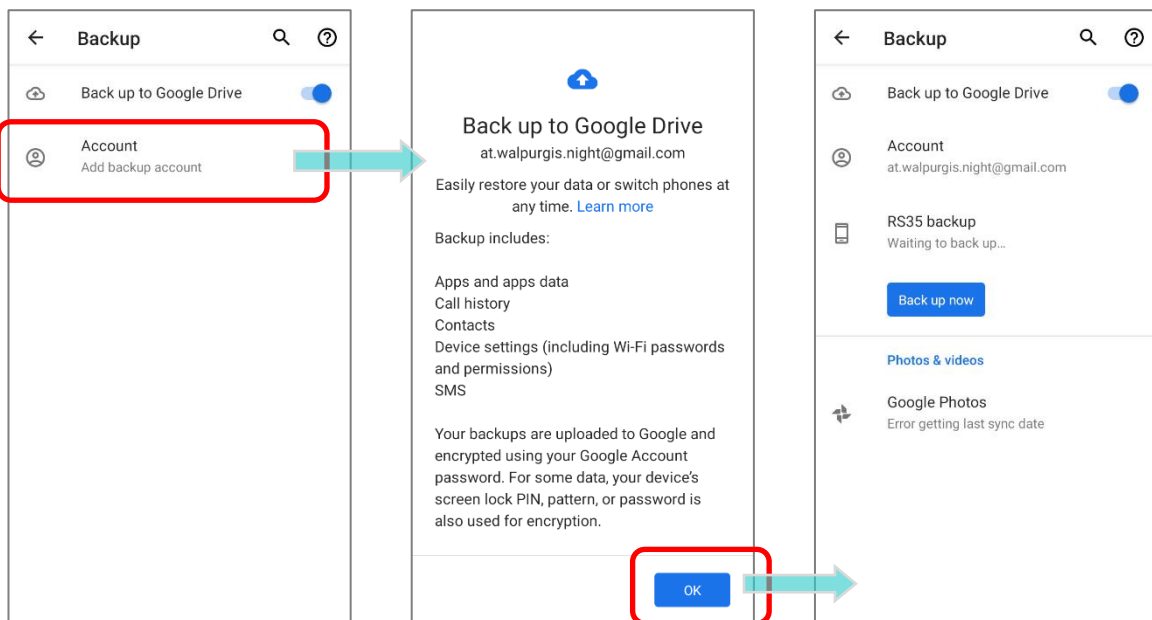 Backup
Back up to Google Drive
Account
Add backup account
Back up to Google Drive
at.walpurgis.night@gmail.com
Easily restore your data or switch phones at
any time. Learn more
Backup includes:
Apps and apps data
Call history
Contacts
Device settings (including Wi-Fi passwords
and permissions)
SMS
Your backups are uploaded to Google and
encrypted using your Google Account
password. For some data, your device's
screen lock PIN, pattern, or password is
also used for encryption.
OK
Backup
Back up to Google Drive
Account
at.walpurgis.night@gmail.com
RS35 backup
Waiting to back up…
Back up now
Photos & videos
Google Photos
Error getting last sync date